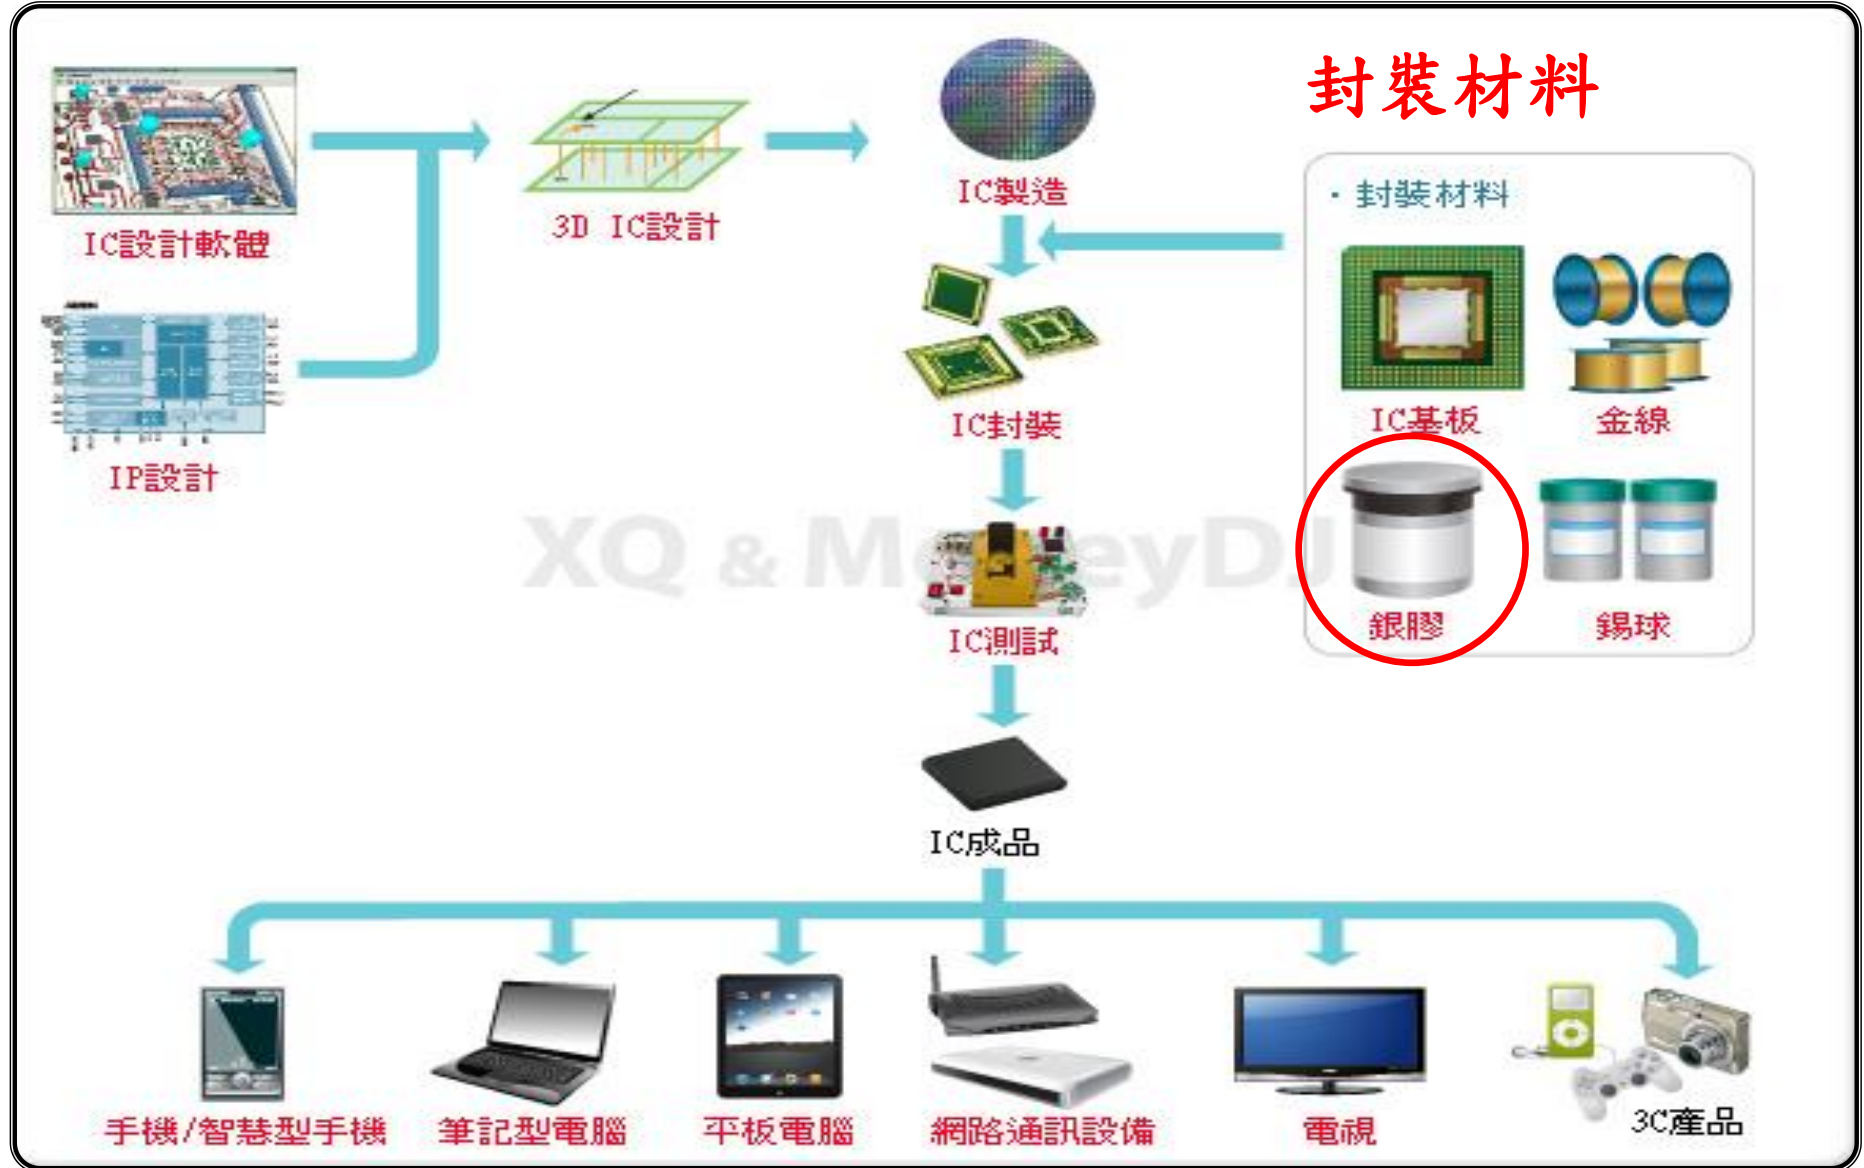 封裝材料
IC設計軟體
3D IC設計
IC製造
・封裝材料
IP設計
IC封裝
IC基板
金線
XQ & MoneyDJ
IC測試
銀膠
錫球
IC成品
手機/智慧型手機
筆記型電腦
平板電腦
網路通訊設備
電視
3C產品